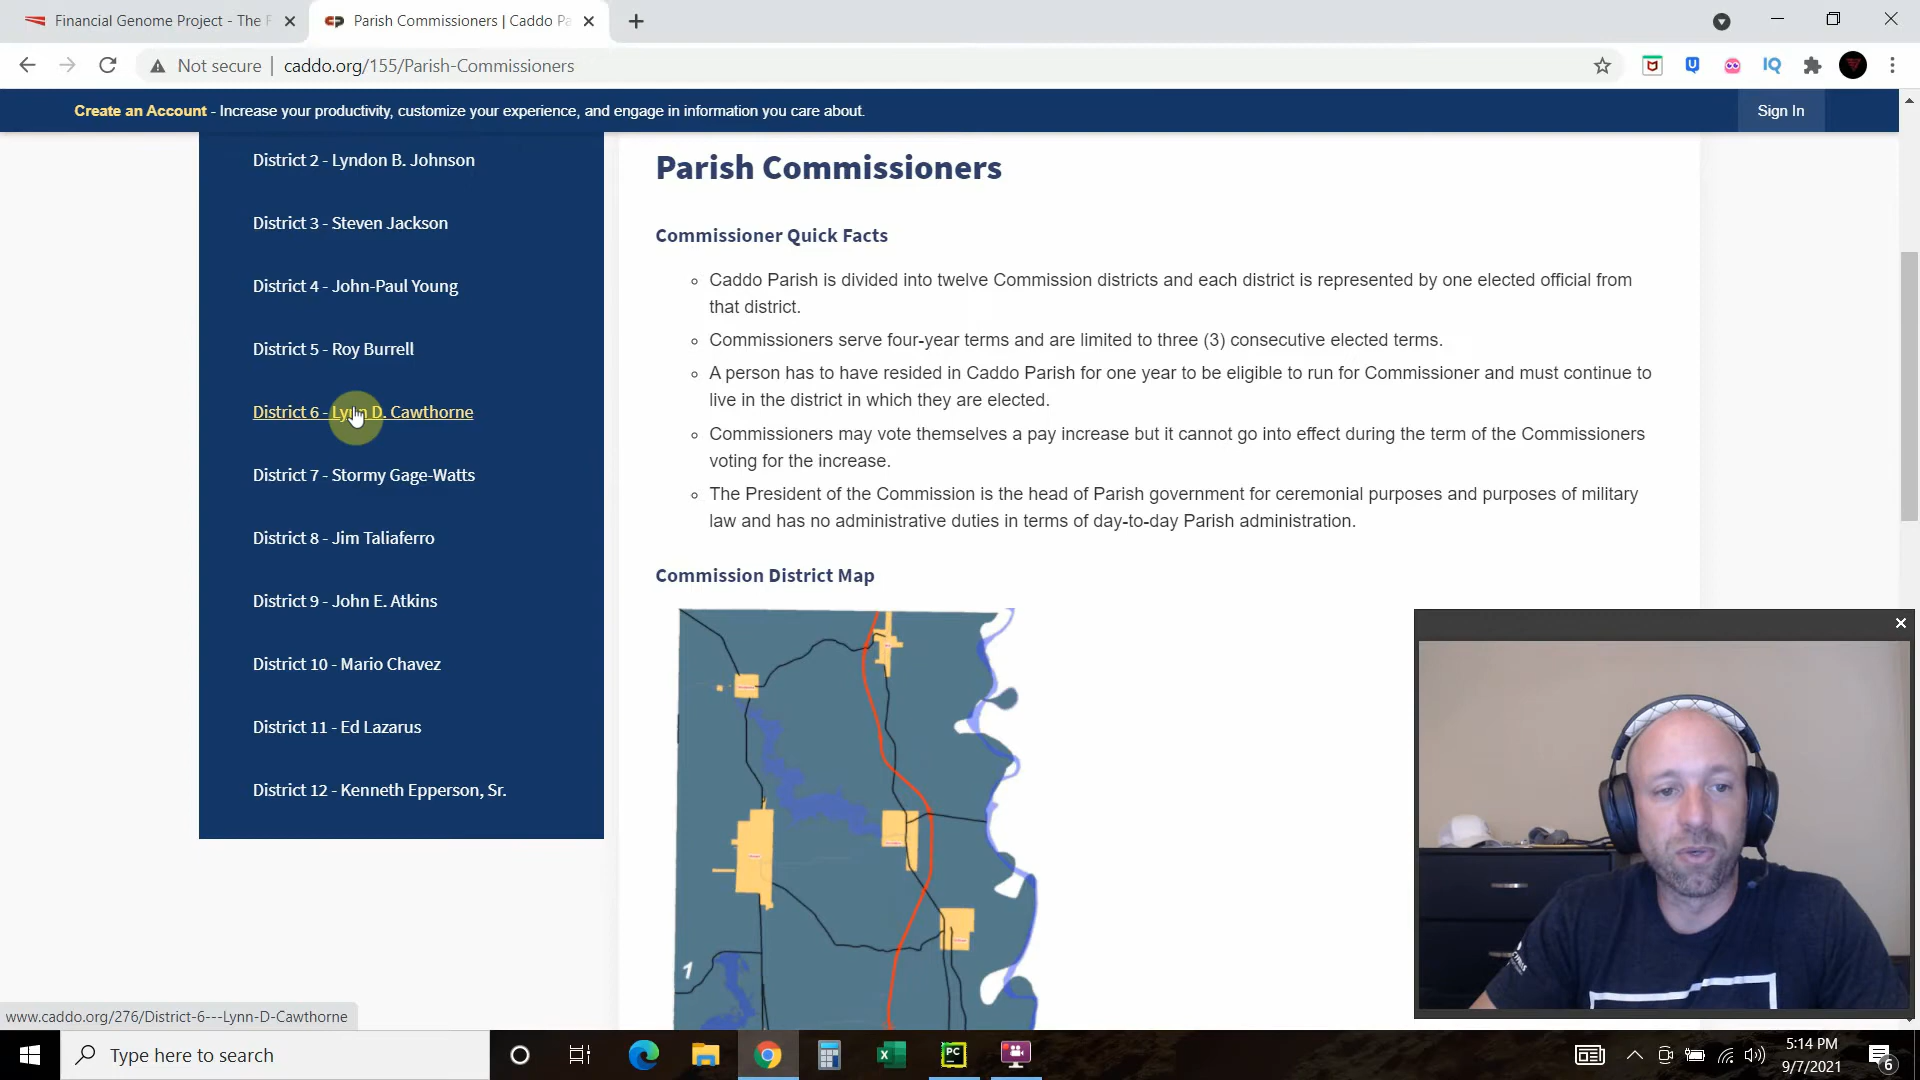 Financial Genome Project - The F
Parish Commissioners | Caddo Pa
Not secure
caddo.org/155/Parish-Commissioners
IQ
Create an Account - Increase your productivity, customize your experience, and engage in information you care about.
Sign In
District 2 - Lyndon B. Johnson
District 3 - Steven Jackson
District 4 - John-Paul Young
District 5 - Roy Burrell
District 6 - Lynn D. Cawthorne
District 7 - Stormy Gage-Watts
District 8 - Jim Taliaferro
District 9 - John E. Atkins
District 10 - Mario Chavez
District 11 - Ed Lazarus
District 12 - Kenneth Epperson, Sr.
Parish Commissioners
Commissioner Quick Facts
Caddo Parish is divided into twelve Commission districts and each district is represented by one elected official from
that district.
Commissioners serve four-year terms and are limited to three (3) consecutive elected terms.
A person has to have resided in Caddo Parish for one year to be eligible to run for Commissioner and must continue to
live in the district in which they are elected.
Commissioners may vote themselves a pay increase but it cannot go into effect during the term of the Commissioners
voting for the increase.
The President of the Commission is the head of Parish government for ceremonial purposes and purposes of military
law and has no administrative duties in terms of day-to-day Parish administration.
Commission District Map
1
www.caddo.org/276/District-6---Lynn-D-Cawthorne
Type here to search
PC
5:14 PM
9/7/2021
6